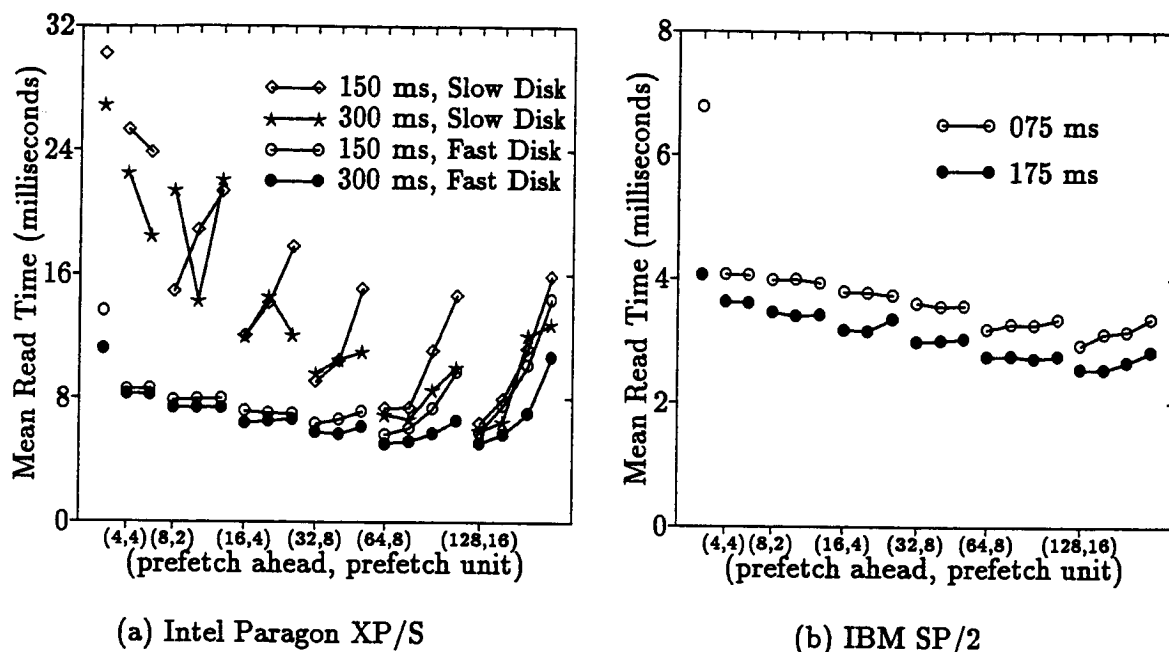 32
24
16
8
0
Mean Read Time (milliseconds)
150 ms, Slow Disk
300 ms, Slow Disk
150 ms, Fast Disk
300 ms, Fast Disk
(4,4) (8,2) (16,4) (32,8) (64,8) (128,16)
(prefetch ahead, prefetch unit)
(a) Intel Paragon XP/S
8
6
4
2
0
Mean Read Time (milliseconds)
075 ms
175 ms
(4,4) (8,2) (16,4) (32,8) (64,8) (128,16)
(prefetch ahead, prefetch unit)
(b) IBM SP/2